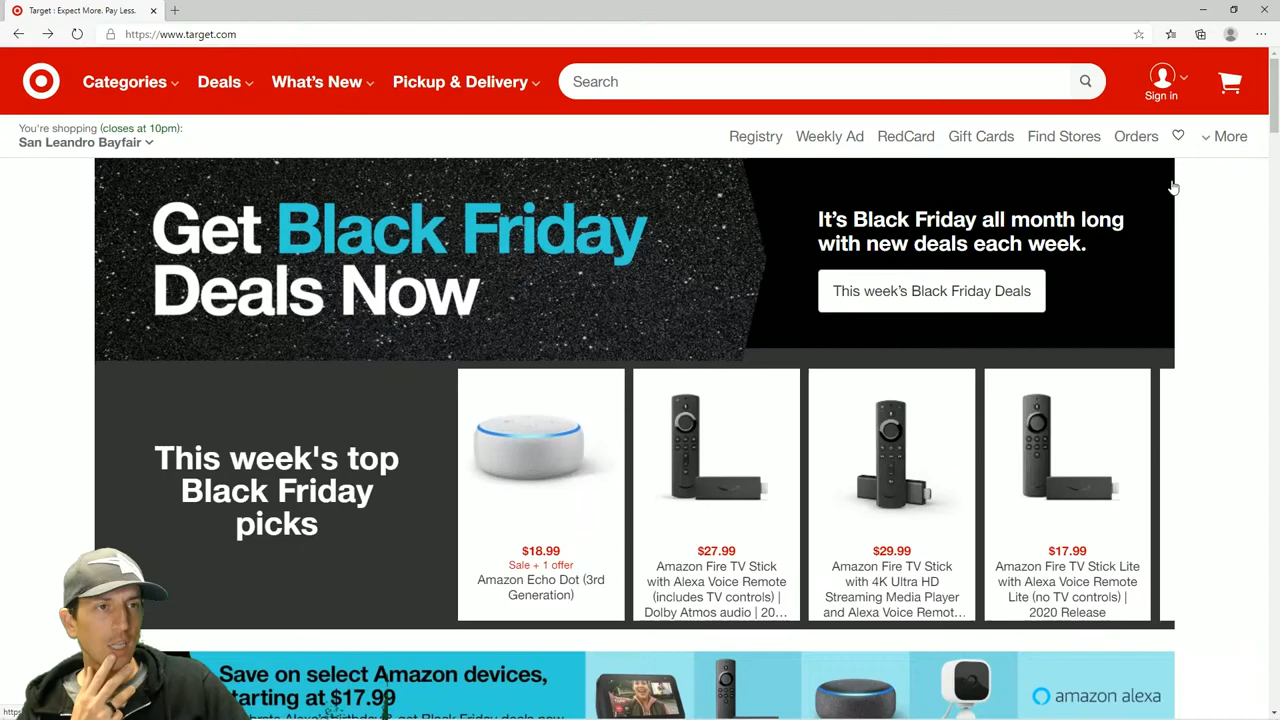 Target : Expect More. Pay Less.
https://www.target.com
Categories
Deals
What's New
Pickup & Delivery
Search
Sign in
You're shopping (closes at 10pm):
San Leandro Bayfair
Registry
Weekly Ad
RedCard
Gift Cards
Find Stores
Orders
More
Get Black Friday
Deals Now
It's Black Friday all month long
with new deals each week.
This week's Black Friday Deals
This week's top
Black Friday
picks
$18.99
Sale + 1 offer
Amazon Echo Dot (3rd
Generation)
$27.99
Amazon Fire TV Stick
with Alexa Voice Remote
(includes TV controls) |
Dolby Atmos audio | 20...
$29.99
Amazon Fire TV Stick
with 4K Ultra HD
Streaming Media Player
and Alexa Voice Remot...
$17.99
Amazon Fire TV Stick Lite
with Alexa Voice Remote
Lite (no TV controls) |
2020 Release
Save on select Amazon devices,
starting at $17.99
Alexa's birthday & get Black Friday deals now
amazon alexa